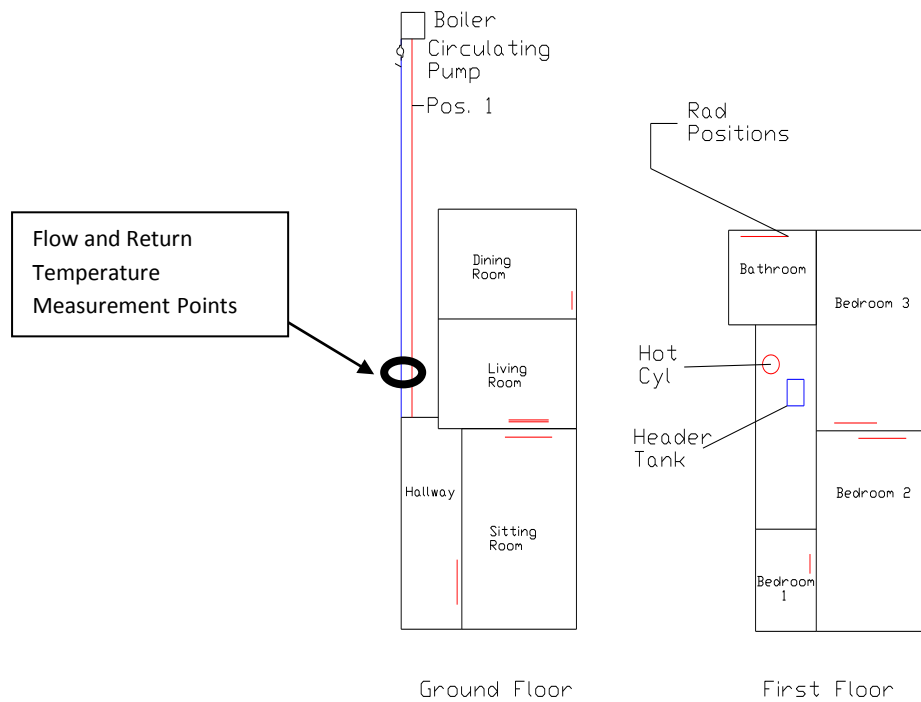 Boiler
Circulating
Pump
Pos. 1
Flow and Return
Temperature
Measurement Points
Dining
Room
Living
Room
Hallway
Sitting
Room
Ground Floor
Rad
Positions
Bathroom
Bedroom 3
Hot
Cyl
Header
Tank
Bedroom 2
Bedroom
1
First Floor